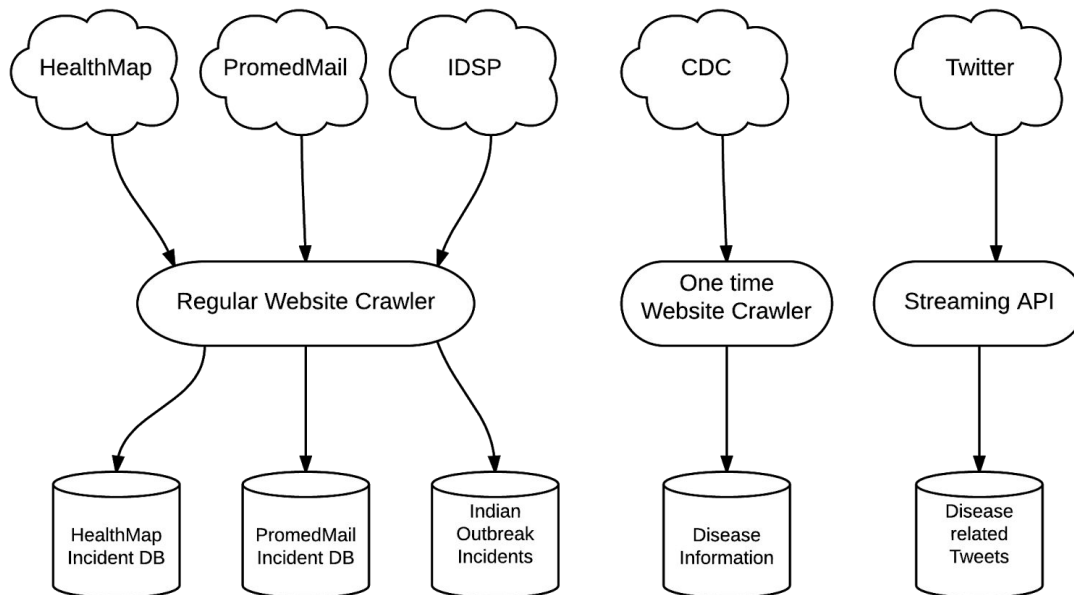 HealthMap
PromedMail
IDSP
CDC
Twitter
Regular Website Crawler
One time
Website Crawler
Streaming API
HealthMap
Incident DB
PromedMail
Incident DB
Indian
Outbreak
Incidents
Disease
Information
Disease
related
Tweets